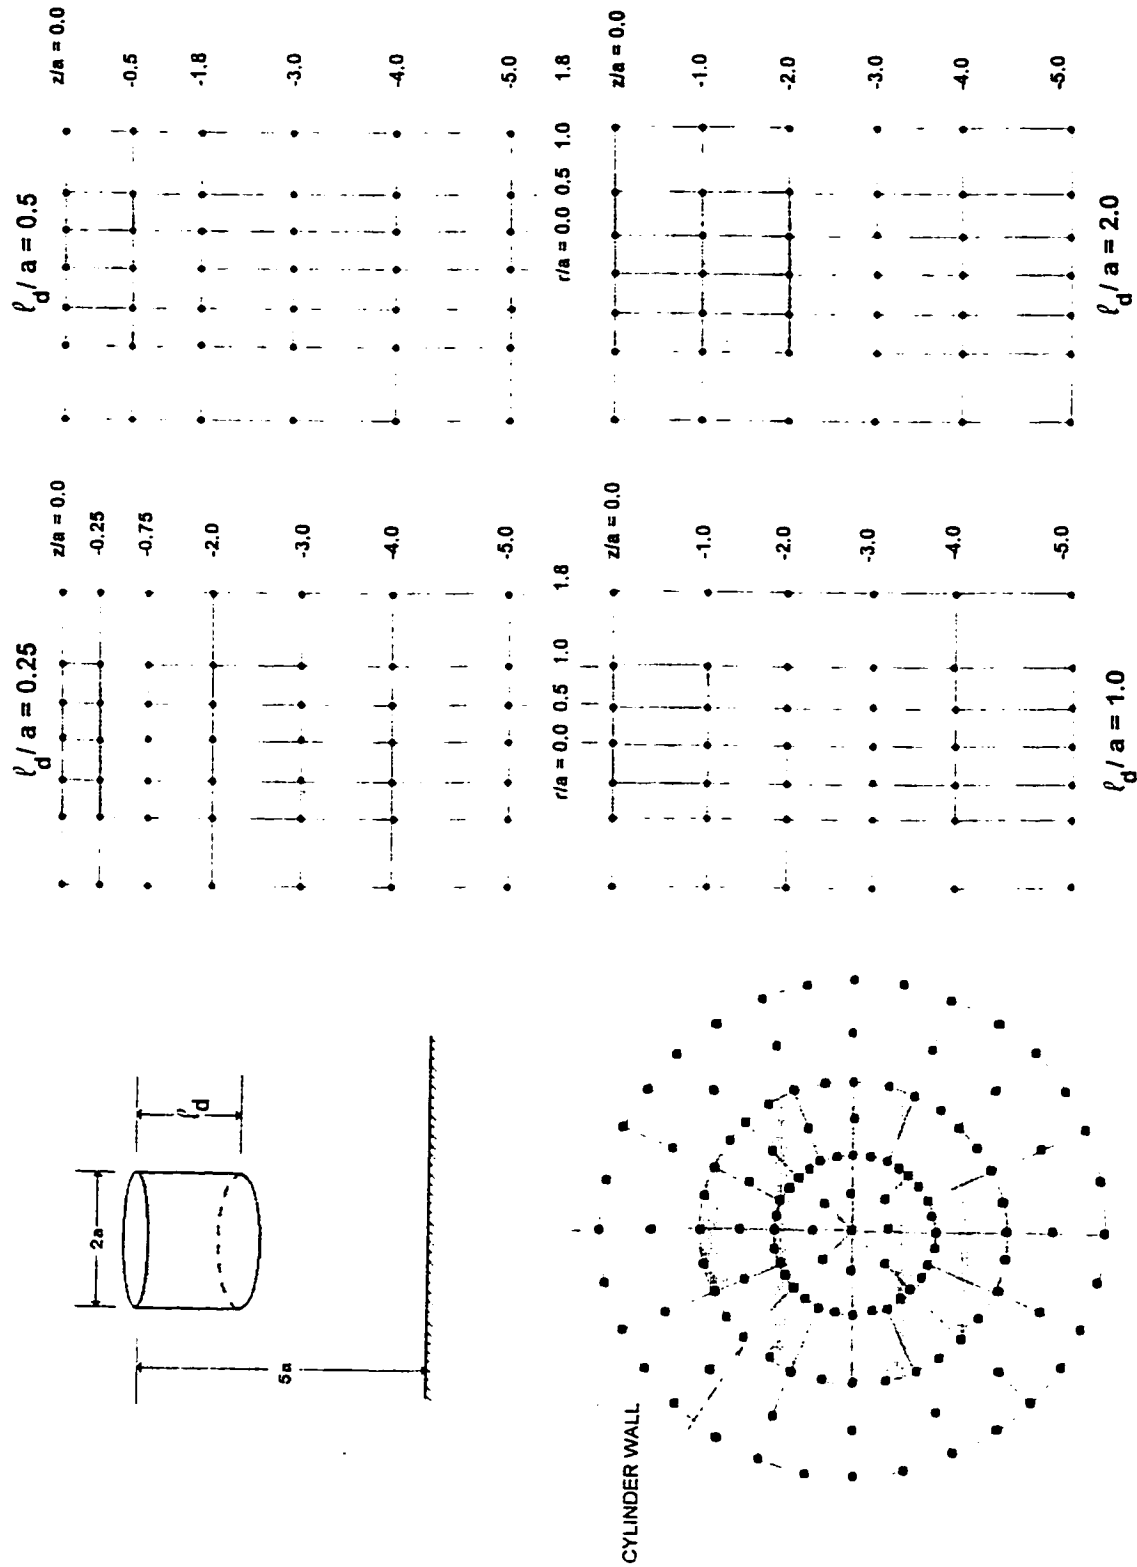 2a
ℓd
5a
CYLINDER WALL
ℓd / a = 0.25
z/a = 0.0
-0.25
-0.75
-2.0
-3.0
-4.0
-5.0
r/a = 0.0 0.5 1.0 1.8
ℓd / a = 0.5
z/a = 0.0
-0.5
-1.8
-3.0
-4.0
-5.0
r/a = 0.0 0.5 1.0 1.8
z/a = 0.0
-1.0
-2.0
-3.0
-4.0
-5.0
ℓd / a = 1.0
z/a = 0.0
-1.0
-2.0
-3.0
-4.0
-5.0
ℓd / a = 2.0